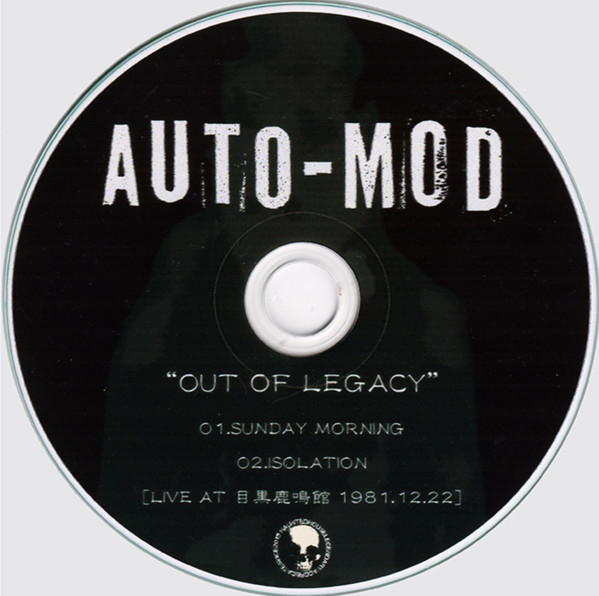 AUTO-MOD
“OUT OF LEGACY”
01.SUNDAY MORNING
02.ISOLATION
[LIVE AT 目黒鹿鳴館 1981.12.22]